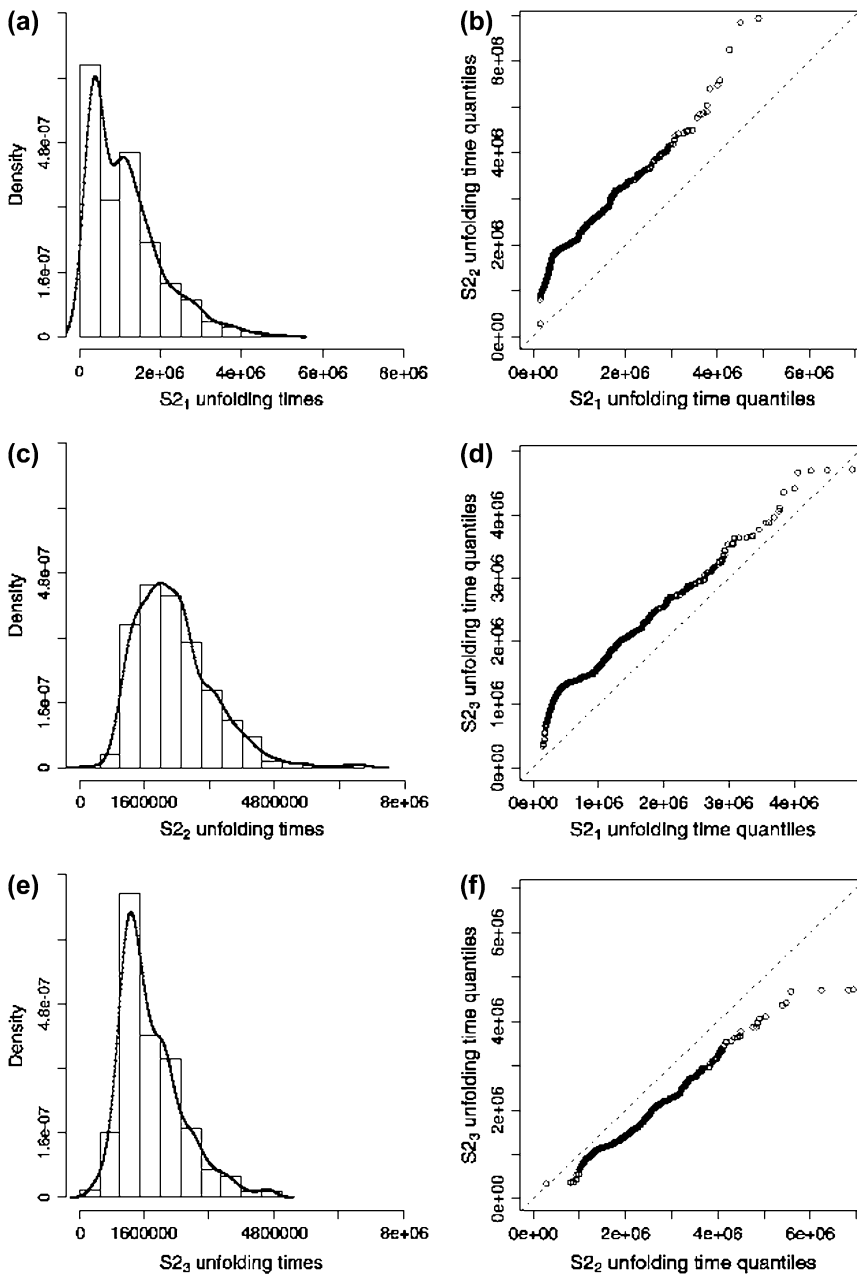 (a)
Density
4.8e-07
1.6e-07
0
0 2e+06 4e+06 6e+06 8e+06
S2₁ unfolding times
(b)
S2₂ unfolding time quantiles
6e+06
4e+06
2e+06
0e+00
0e+00 2e+06 4e+06 6e+06
S2₁ unfolding time quantiles
(c)
Density
4.8e-07
1.6e-07
0
0 1600000 4800000 8e+06
S2₂ unfolding times
(d)
S2₃ unfolding time quantiles
4e+06
3e+06
2e+06
1e+06
0e+00
0e+00 1e+06 2e+06 3e+06 4e+06
S2₁ unfolding time quantiles
(e)
Density
4.8e-07
1.6e-07
0
0 1600000 4800000 8e+06
S2₃ unfolding times
(f)
S2₃ unfolding time quantiles
6e+06
4e+06
2e+06
0e+00
0e+00 2e+06 4e+06 6e+06
S2₂ unfolding time quantiles